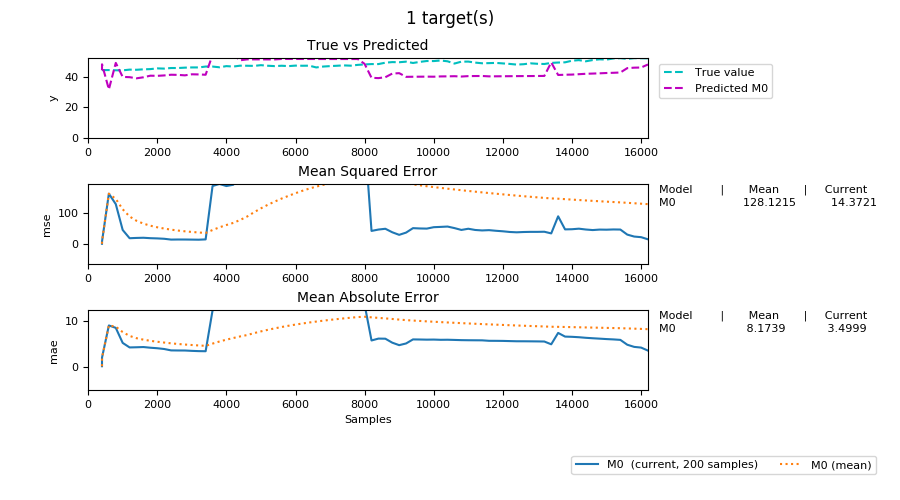 1 target(s)
True vs Predicted
y
40
20
0
0 2000 4000 6000 8000 10000 12000 14000 16000
True value
Predicted M0
Mean Squared Error
mse
100
0
0 2000 4000 6000 8000 10000 12000 14000 16000
Model | Mean | Current
M0 128.1215 14.3721
Mean Absolute Error
mae
10
0
0 2000 4000 6000 8000 10000 12000 14000 16000
Samples
Model | Mean | Current
M0 8.1739 3.4999
M0 (current, 200 samples) M0 (mean)